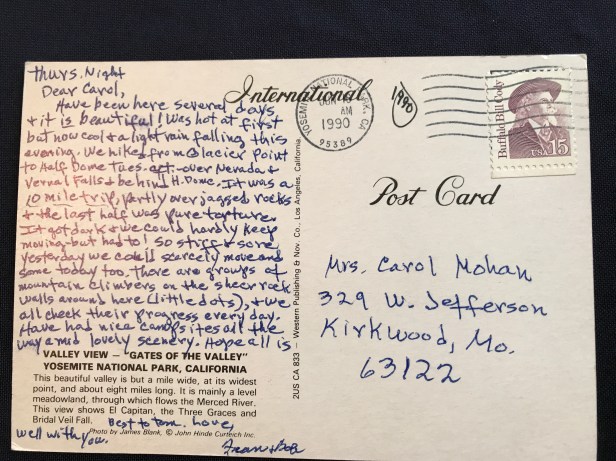 Thurs. Night
Dear Carol,
Have been here several days
& it is beautiful! Was hot at first
but now cool & a light rain falling this
evening. We hiked from Glacier Point
to Half Dome Tues. over Nevada &
Vernal Falls & behind H. Dome. It was a
10 mile trip, partly over jagged rocks
& the last half was pure torture.
It got dark & we could hardly keep
moving - but had to! So stiff & sore
yesterday we could scarcely move and
some today too. There are groups of
mountain climbers on the sheer rock
walls around here (little dots), & we
all check their progress every day.
Have had nice campsites all the
way amid lovely scenery. Hope all is
VALLEY VIEW — "GATES OF THE VALLEY"
YOSEMITE NATIONAL PARK, CALIFORNIA
This beautiful valley is but a mile wide, at its widest
point, and about eight miles long. It is mainly a level
meadowland, through which flows the Merced River.
This view shows El Capitan, the Three Graces and
Bridal Veil Fall. Best to Tom. Love,
well with you. Photo by James Blank, © John Hinde Curteich Inc.
Fran & Bob
2US CA 833 — Western Publishing & Nov. Co., Los Angeles, California
International
YOSEMITE NATIONAL PARK, CA
JUN
AM
1990
95389
1990
Buffalo Bill Cody
USA 15
Post Card
Mrs. Carol Mohan
329 W. Jefferson
Kirkwood, Mo.
63122